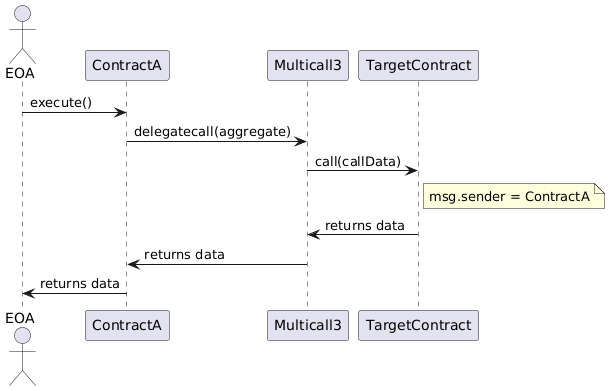 EOA
ContractA
Multicall3
TargetContract
execute()
delegatecall(aggregate)
call(callData)
msg.sender = ContractA
returns data
returns data
returns data
EOA
ContractA
Multicall3
TargetContract